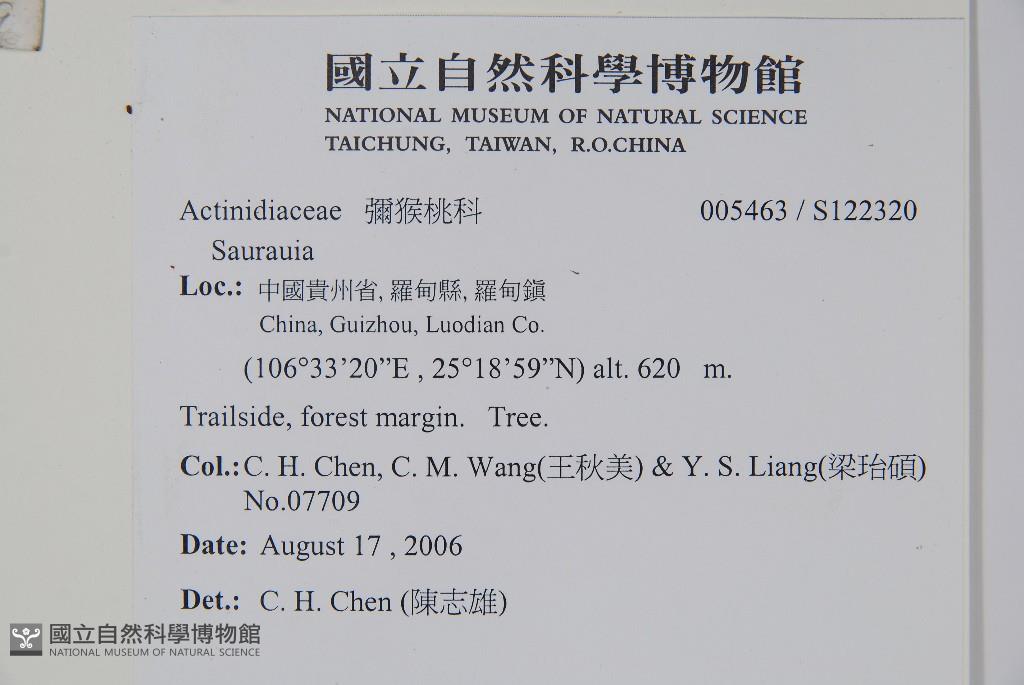 國立自然科學博物館
NATIONAL MUSEUM OF NATURAL SCIENCE
TAICHUNG, TAIWAN, R.O.CHINA
Actinidiaceae 彌猴桃科 005463 / S122320
Saurauia
Loc.: 中國貴州省, 羅甸縣, 羅甸鎮
China, Guizhou, Luodian Co.
(106°33’20”E , 25°18’59”N) alt. 620 m.
Trailside, forest margin. Tree.
Col.: C. H. Chen, C. M. Wang(王秋美) & Y. S. Liang(梁珆碩)
No.07709
Date: August 17 , 2006
Det.: C. H. Chen (陳志雄)
國立自然科學博物館
NATIONAL MUSEUM OF NATURAL SCIENCE